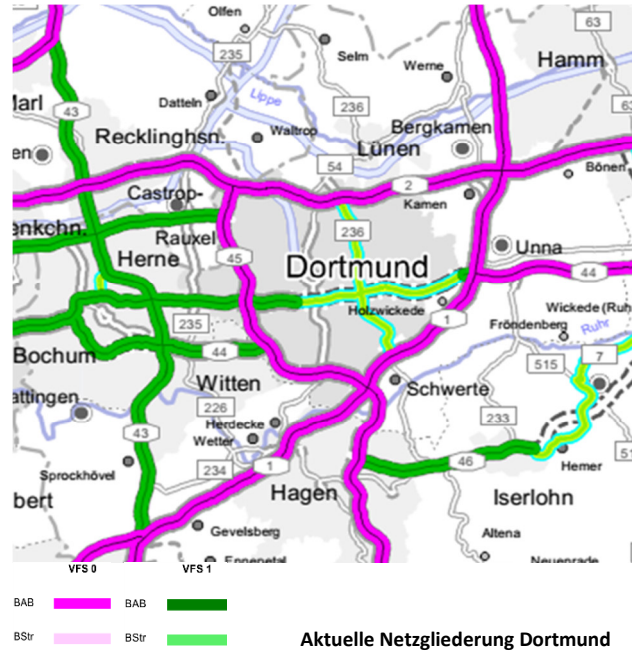 Olfen
63
235
Selm
Werne
Hamm
43
Datteln
Lippe
236
Waltrop
Bergkamen
Recklinghsn.
Lünen
54
Bönen
2
Castrop-
Kamen
enkchn.
Rauxel
236
Herne
45
Unna
Dortmund
44
Holzwickede
Wickede (Ruh
1
Fröndenberg
Ruhr
235
Bochum
44
515
7
Witten
Schwerte
attingen
226
233
43
Herdecke
Wetter
Sprockhövel
234
1
46
Hemer
bert
Hagen
Iserlohn
Gevelsberg
Altena
Ennepetal
Neuenrade
VFS 0
VFS 1
BAB
BAB
BStr
BStr
Aktuelle Netzgliederung Dortmund